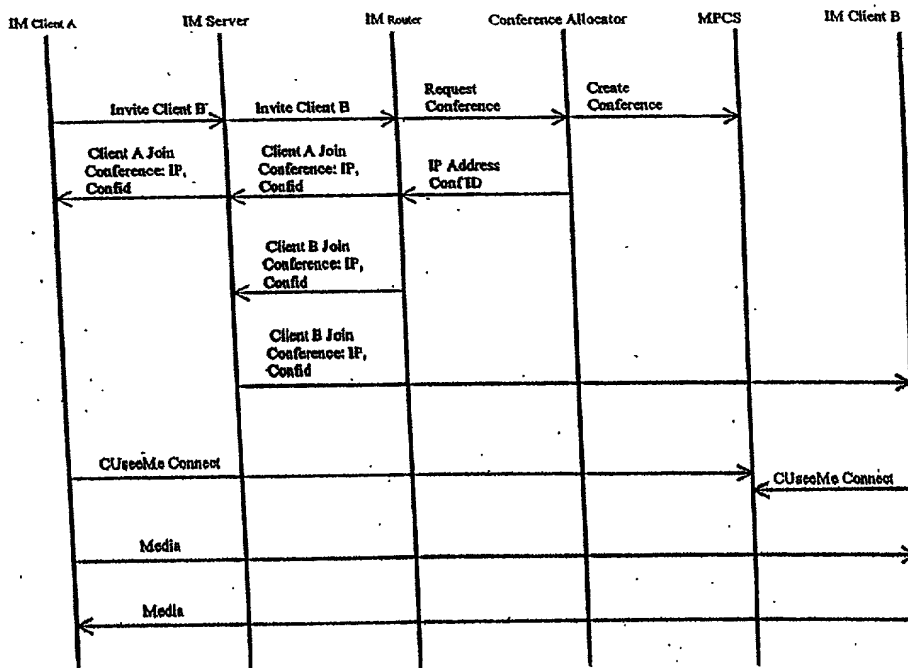 IM Client A
IM Server
IM Router
Conference Allocator
MPCS
IM Client B
Invite Client B
Invite Client B
Request
Conference
Create
Conference
Client A Join
Conference: IP,
Confid
Client A Join
Conference: IP,
Confid
IP Address
Conf ID
Client B Join
Conference: IP,
Confid
Client B Join
Conference: IP,
Confid
CUseeMe Connect
CUseeMe Connect
Media
Media